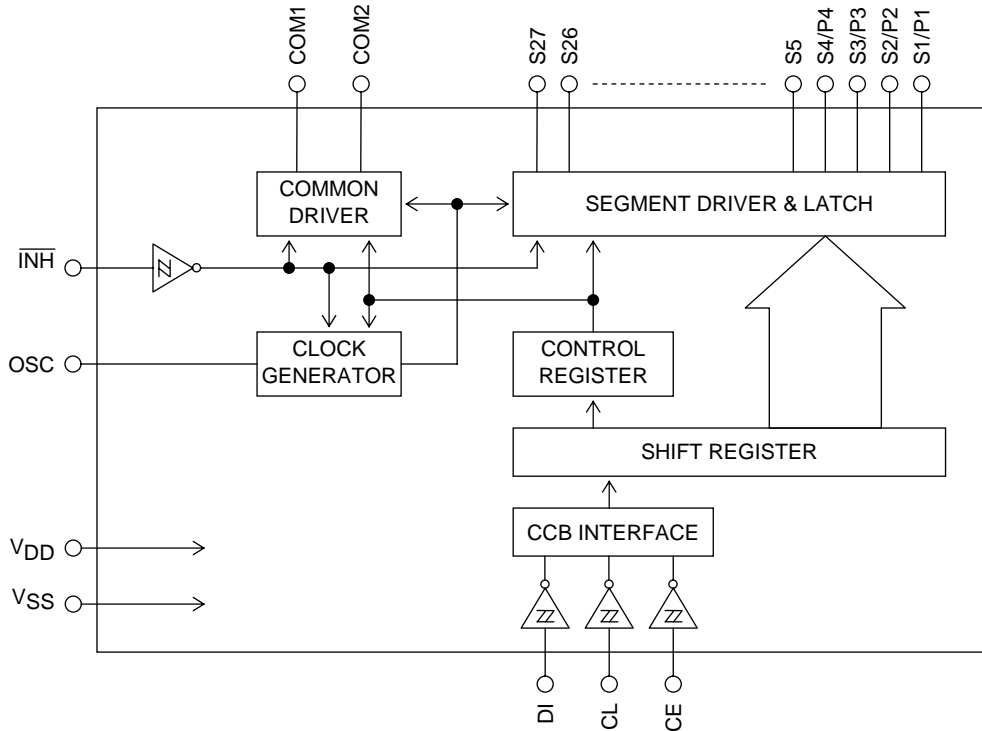 COM1
COM2
S27
S26
S5
S4/P4
S3/P3
S2/P2
S1/P1
COMMON
DRIVER
SEGMENT DRIVER & LATCH
INH
OSC
CLOCK
GENERATOR
CONTROL
REGISTER
SHIFT REGISTER
CCB INTERFACE
VDD
VSS
DI
CL
CE